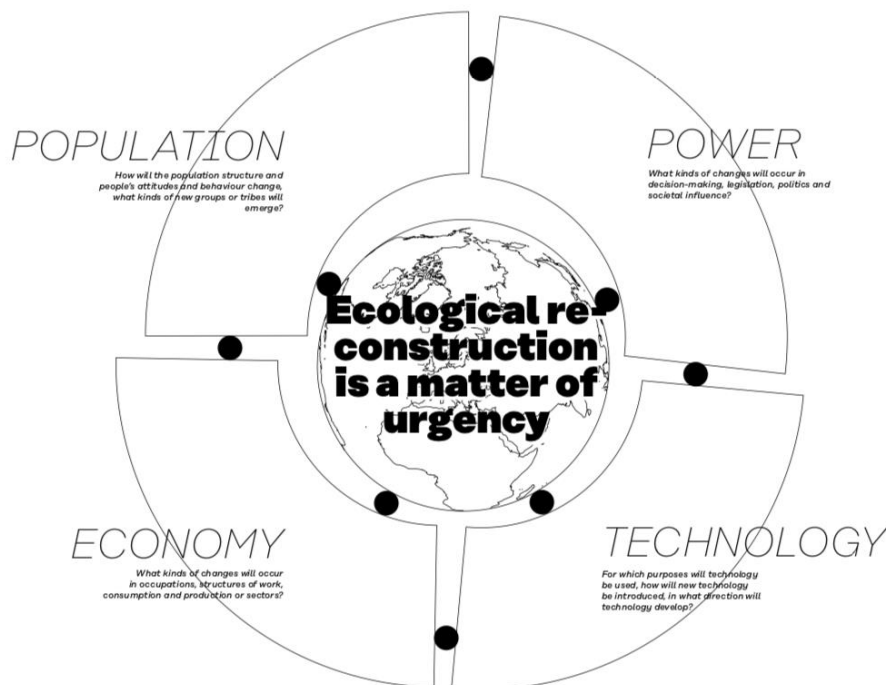 POPULATION
How will the population structure and
people's attitudes and behaviour change,
what kinds of new groups or tribes will
emerge?
POWER
What kinds of changes will occur in
decision-making, legislation, politics and
societal influence?
Ecological re-
construction
is a matter of
urgency
ECONOMY
What kinds of changes will occur
in occupations, structures of work,
consumption and production or sectors?
TECHNOLOGY
For which purposes will technology
be used, how will new technology
be introduced, in what direction will
technology develop?